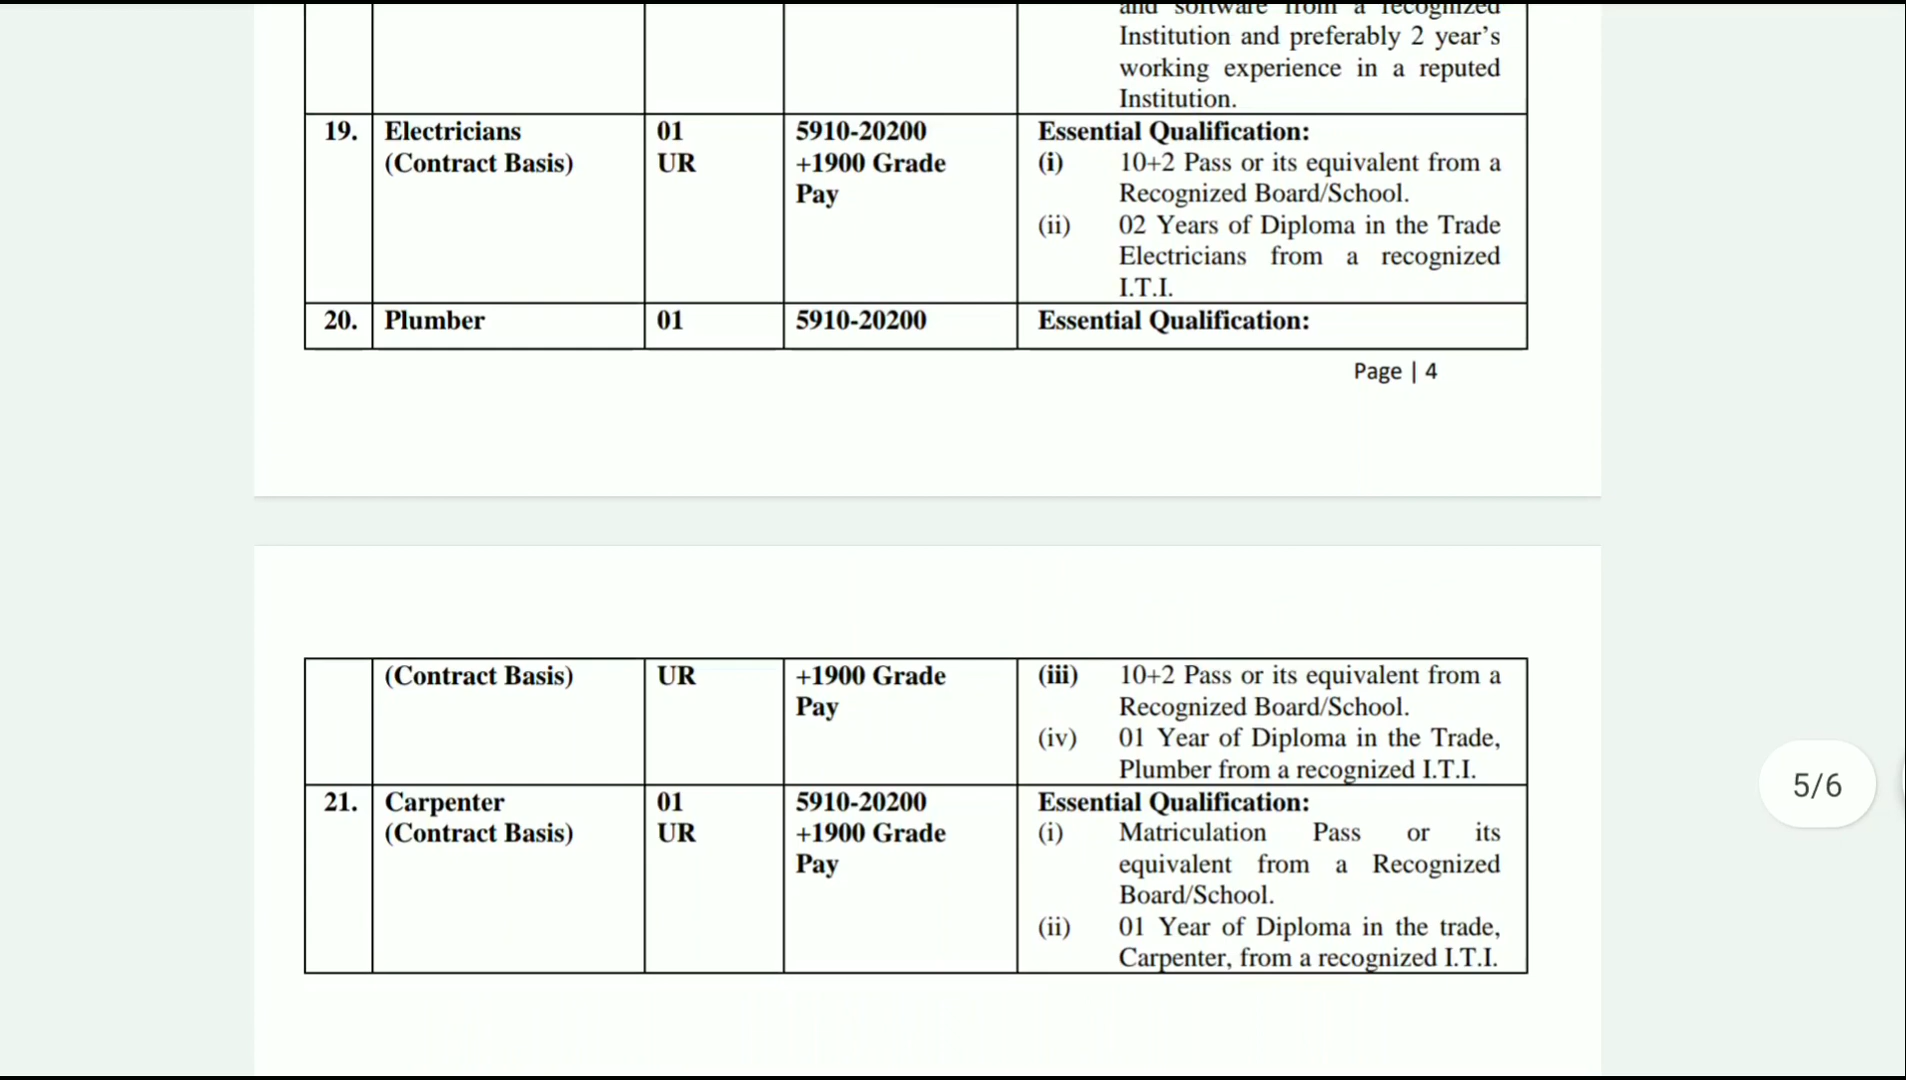 and software from a recognized
Institution and preferably 2 year’s
working experience in a reputed
Institution.
19. Electricians 01 5910-20200 Essential Qualification:
(Contract Basis) UR +1900 Grade (i) 10+2 Pass or its equivalent from a
Pay Recognized Board/School.
(ii) 02 Years of Diploma in the Trade
Electricians from a recognized
I.T.I.
20. Plumber 01 5910-20200 Essential Qualification:
Page | 4
(Contract Basis) UR +1900 Grade (iii) 10+2 Pass or its equivalent from a
Pay Recognized Board/School.
(iv) 01 Year of Diploma in the Trade,
Plumber from a recognized I.T.I.
5/6
21. Carpenter 01 5910-20200 Essential Qualification:
(Contract Basis) UR +1900 Grade (i) Matriculation Pass or its
Pay equivalent from a Recognized
Board/School.
(ii) 01 Year of Diploma in the trade,
Carpenter, from a recognized I.T.I.